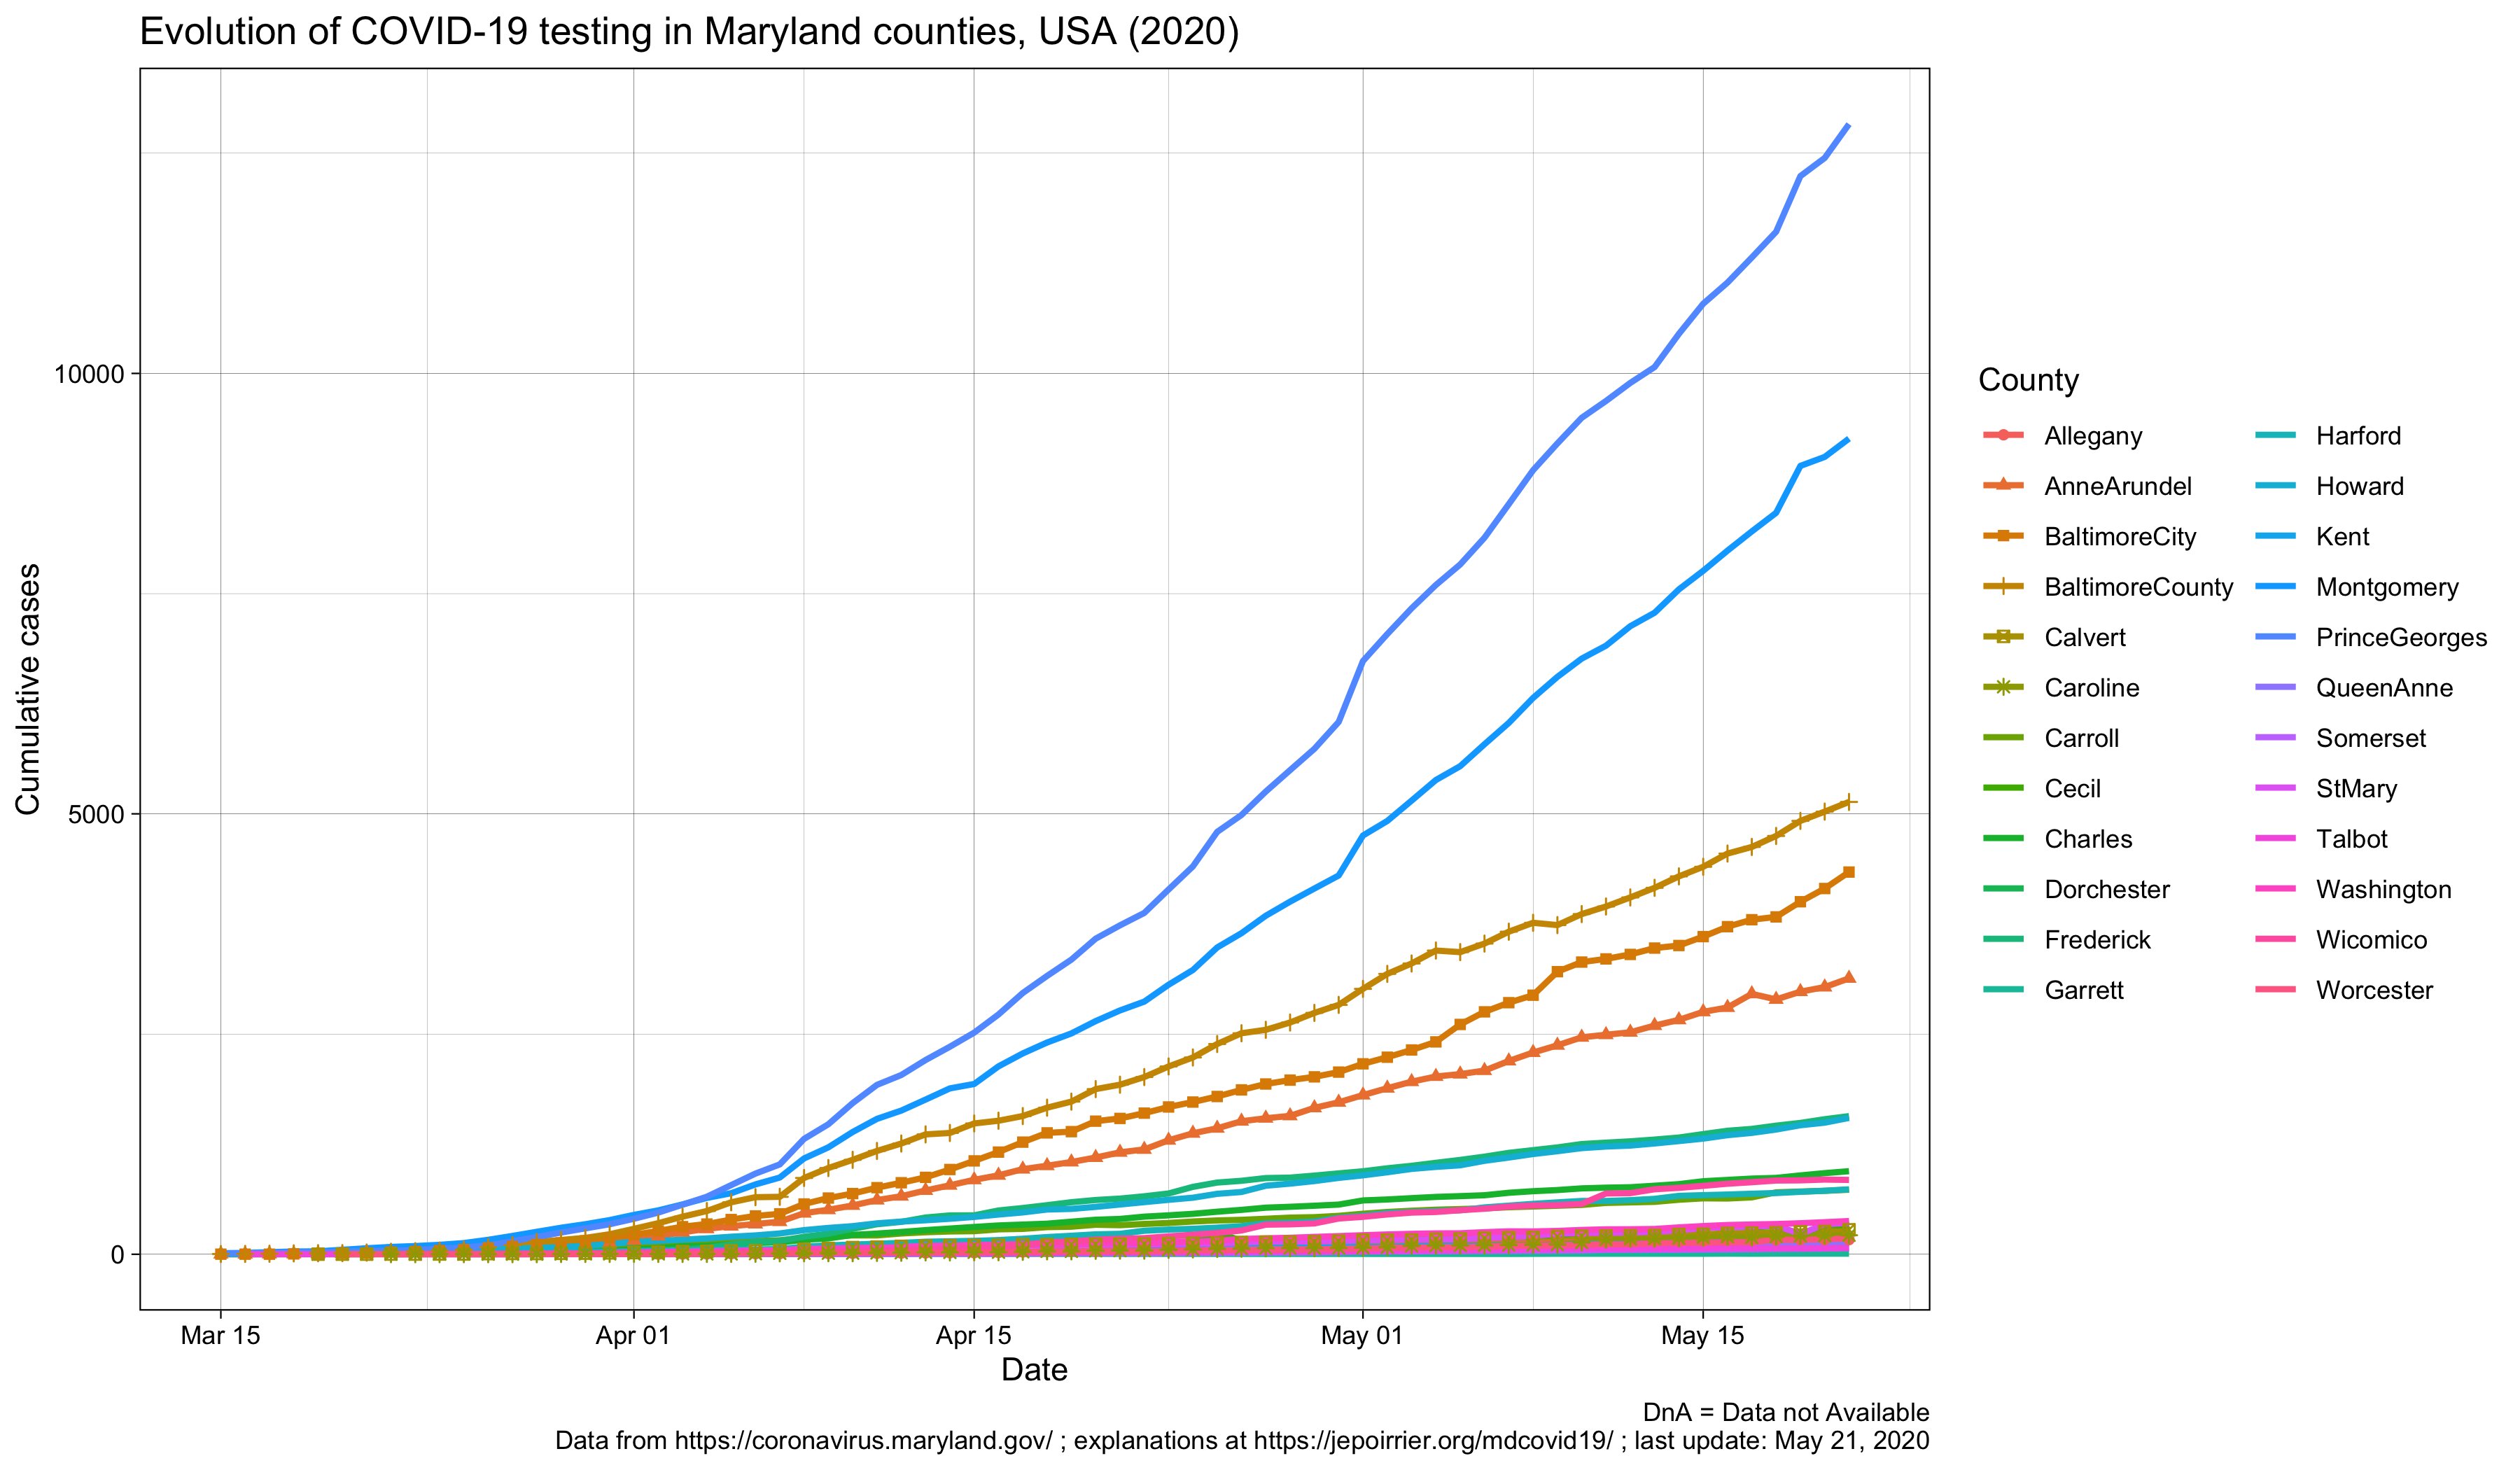 Evolution of COVID-19 testing in Maryland counties, USA (2020)
Cumulative cases
10000
5000
0
Mar 15
Apr 01
Apr 15
May 01
May 15
Date
County
Allegany
AnneArundel
BaltimoreCity
BaltimoreCounty
Calvert
Caroline
Carroll
Cecil
Charles
Dorchester
Frederick
Garrett
Harford
Howard
Kent
Montgomery
PrinceGeorges
QueenAnne
Somerset
StMary
Talbot
Washington
Wicomico
Worcester
DnA = Data not Available
Data from https://coronavirus.maryland.gov/ ; explanations at https://jepoirrier.org/mdcovid19/ ; last update: May 21, 2020